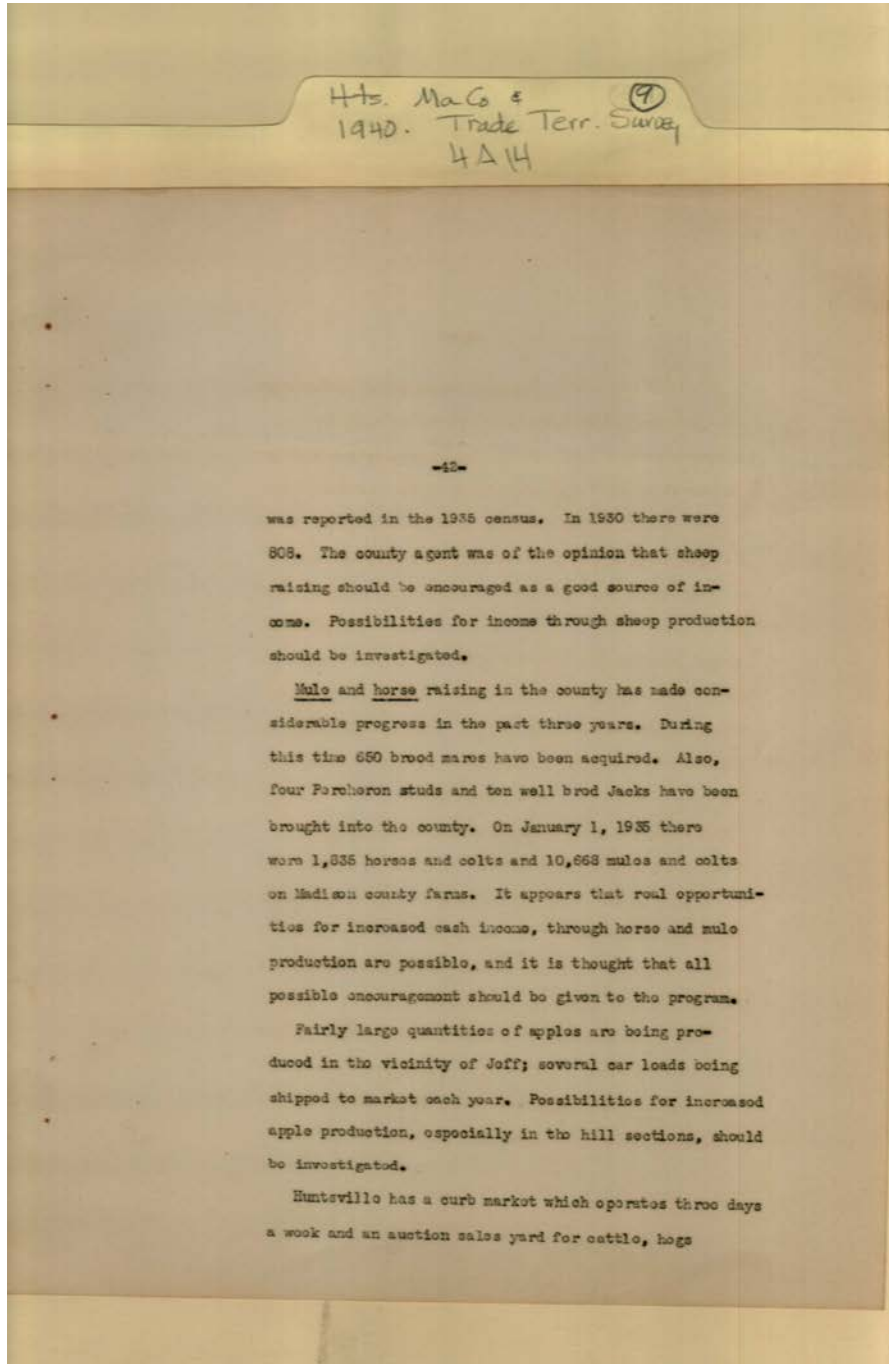 Hts. Ma Co & 9
1940. Trade Terr. Survey
4 A 14
-42-
was reported in the 1935 census. In 1930 there were
808. The county agent was of the opinion that sheep
raising should be encouraged as a good source of in-
come. Possibilities for income through sheep production
should be investigated.
Mule and horse raising in the county has made con-
siderable progress in the past three years. During
this time 650 brood mares have been acquired. Also,
four Percheron studs and ten well bred Jacks have been
brought into the county. On January 1, 1935 there
were 1,835 horses and colts and 10,668 mules and colts
on Madison county farms. It appears that real opportuni-
ties for increased cash income, through horse and mule
production are possible, and it is thought that all
possible encouragement should be given to the program.
Fairly large quantities of apples are being pro-
duced in the vicinity of Jeff; several car loads being
shipped to market each year. Possibilities for increased
apple production, especially in the hill sections, should
be investigated.
Huntsville has a curb market which operates three days
a week and an auction sales yard for cattle, hogs